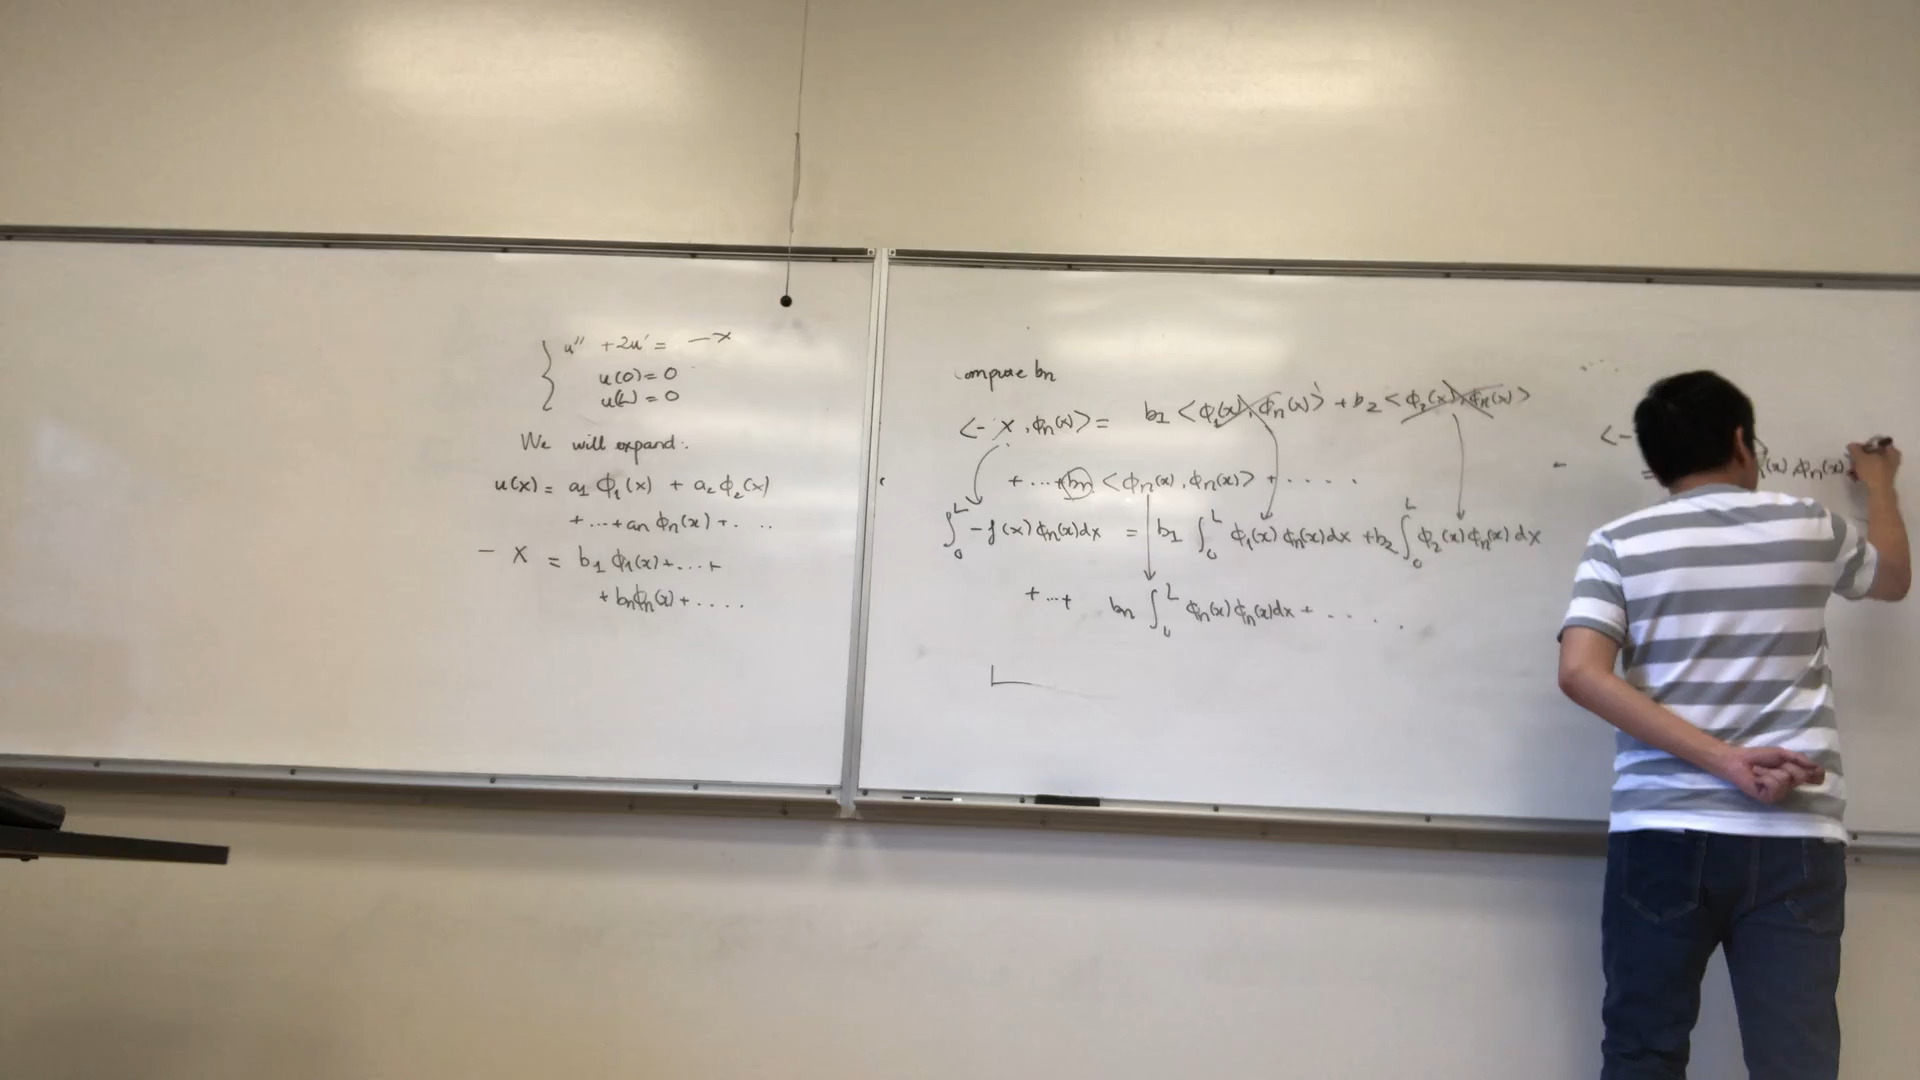 u'' + 2u' = -x
u(0) = 0
u(L) = 0
We will expand:
u(x) = a₁ ϕ₁(x) + a₂ ϕ₂(x)
+ ... + an ϕn(x) + . . .
- x = b₁ ϕ₁(x) + ... +
+ bnϕn(x) + . . . .
ompute bn
<-x, ϕn(x)> = b₁ <ϕ₁(x), ϕn(x)> + b₂ <ϕ₂(x), ϕn(x)>
+ ... + bn <ϕn(x), ϕn(x)> + . . . .
∫₀ᴸ -f(x) ϕn(x)dx = b₁ ∫₀ᴸ ϕ₁(x) ϕn(x)dx + b₂ ∫₀ᴸ ϕ₂(x) ϕn(x) dx
+ ... + bn ∫₀ᴸ ϕn(x) ϕn(x)dx + . . . .
<-
= (x) ϕn(x)